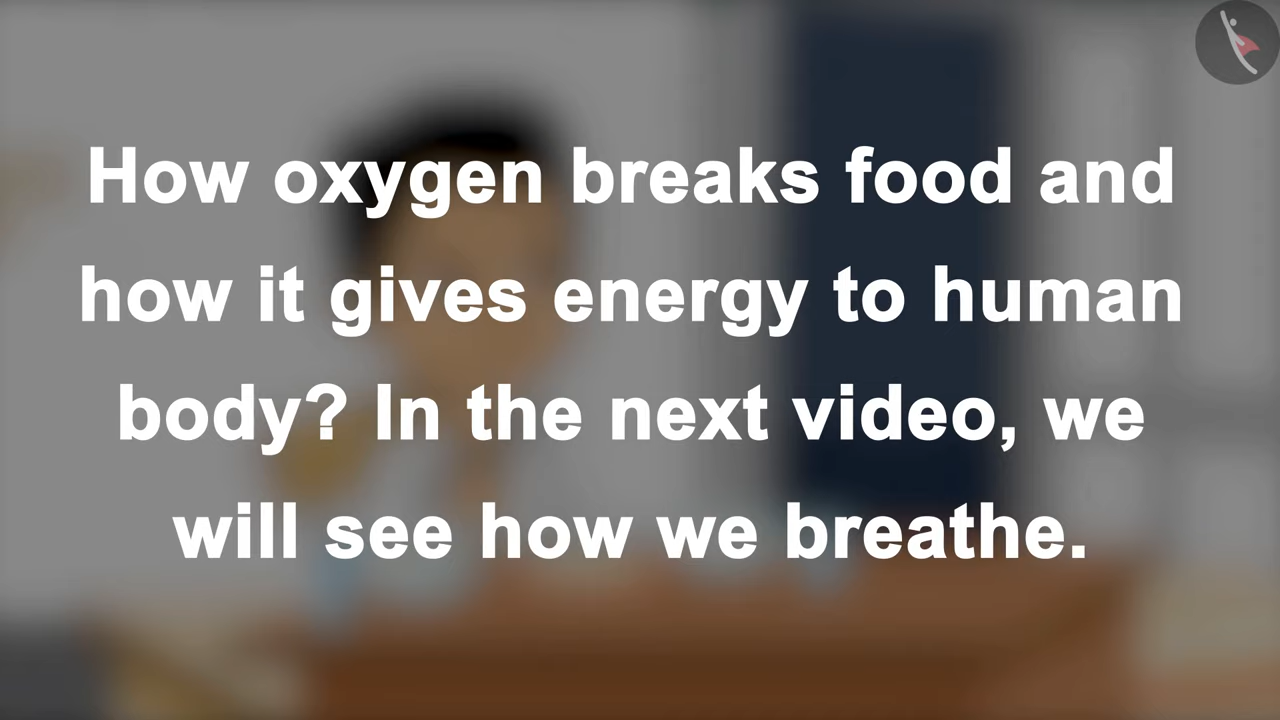 How oxygen breaks food and
how it gives energy to human
body? In the next video, we
will see how we breathe.